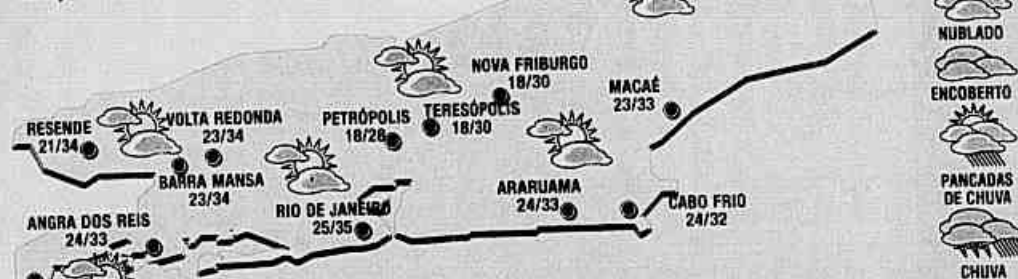 NUBLADO
NOVA FRIBURGO
18/30
MACAÉ
23/33
ENCOBERTO
RESENDE
21/34
VOLTA REDONDA
23/34
PETRÓPOLIS
18/28
TERESÓPOLIS
18/30
BARRA MANSA
23/34
ARARUAMA
24/33
CABO FRIO
24/32
PANCADAS
DE CHUVA
ANGRA DOS REIS
24/33
RIO DE JANEIRO
25/35
CHUVA